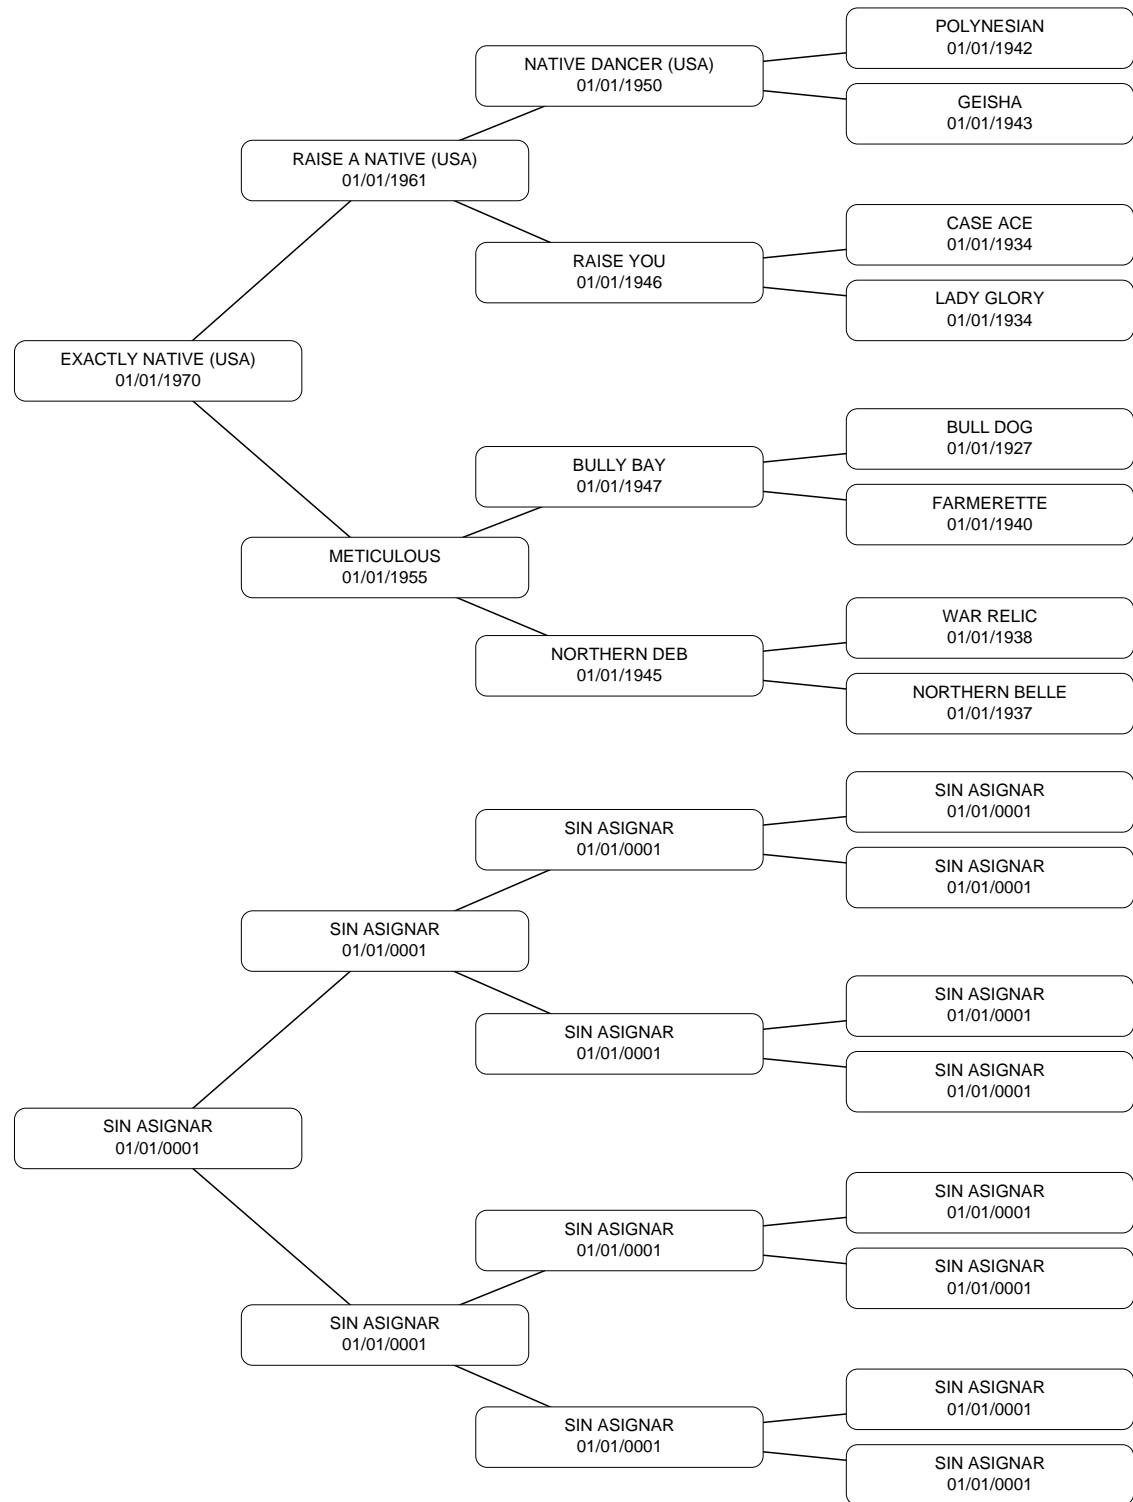 POLYNESIAN
01/01/1942
NATIVE DANCER (USA)
01/01/1950
GEISHA
01/01/1943
RAISE A NATIVE (USA)
01/01/1961
CASE ACE
01/01/1934
RAISE YOU
01/01/1946
LADY GLORY
01/01/1934
EXACTLY NATIVE (USA)
01/01/1970
BULL DOG
01/01/1927
BULLY BAY
01/01/1947
FARMERETTE
01/01/1940
METICULOUS
01/01/1955
WAR RELIC
01/01/1938
NORTHERN DEB
01/01/1945
NORTHERN BELLE
01/01/1937
SIN ASIGNAR
01/01/0001
SIN ASIGNAR
01/01/0001
SIN ASIGNAR
01/01/0001
SIN ASIGNAR
01/01/0001
SIN ASIGNAR
01/01/0001
SIN ASIGNAR
01/01/0001
SIN ASIGNAR
01/01/0001
SIN ASIGNAR
01/01/0001
SIN ASIGNAR
01/01/0001
SIN ASIGNAR
01/01/0001
SIN ASIGNAR
01/01/0001
SIN ASIGNAR
01/01/0001
SIN ASIGNAR
01/01/0001
SIN ASIGNAR
01/01/0001
SIN ASIGNAR
01/01/0001